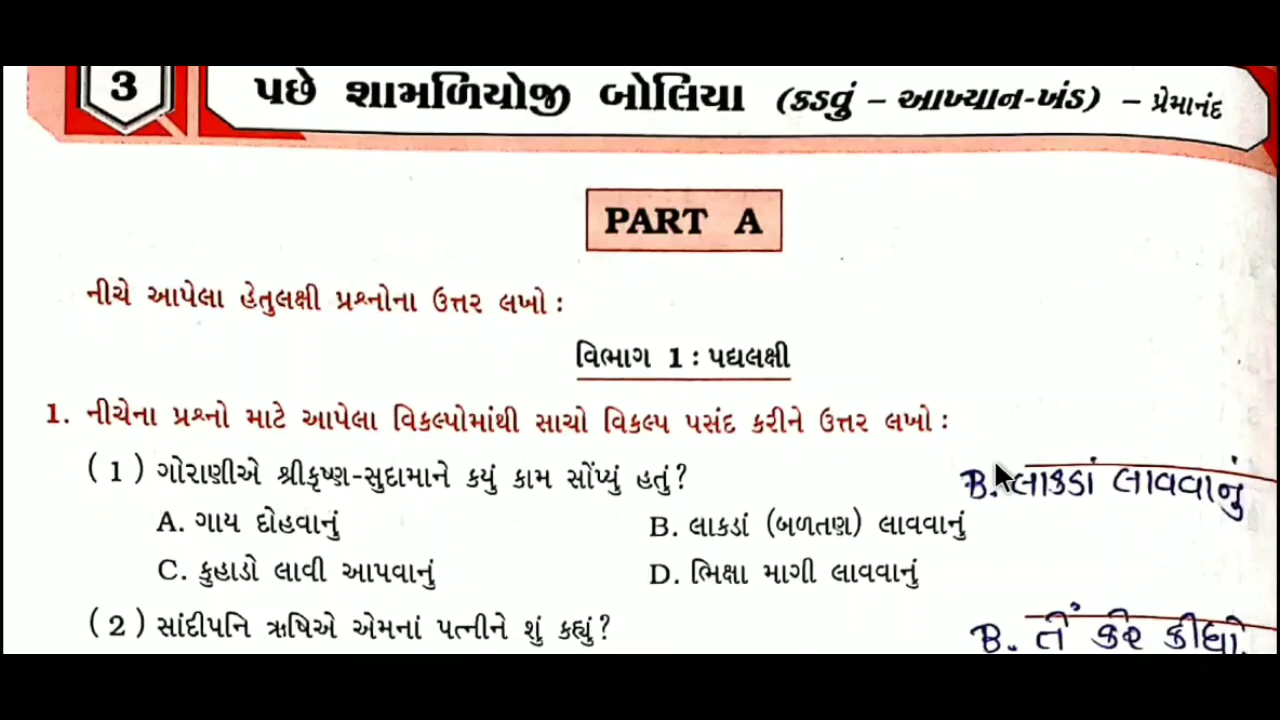 3
પછે શામળિયોજી બોલિયા (કડવું – આખ્યાન-ખંડ) – પ્રેમાનંદ
PART A
નીચે આપેલા હેતુલક્ષી પ્રશ્નોના ઉત્તર લખો :
વિભાગ 1 : પદ્યલક્ષી
1. નીચેના પ્રશ્નો માટે આપેલા વિકલ્પોમાંથી સાચો વિકલ્પ પસંદ કરીને ઉત્તર લખો :
(1) ગોરાણીએ શ્રીકૃષ્ણ-સુદામાને કયું કામ સોંપ્યું હતું? B. લાકડાં લાવવાનું
A. ગાય દોહવાનું B. લાકડાં (બળતણ) લાવવાનું
C. કુહાડો લાવી આપવાનું D. ભિક્ષા માગી લાવવાનું
(2) સાંદીપનિ ઋષિએ એમનાં પત્નીને શું કહ્યું? B. તેં કેર કીધો.